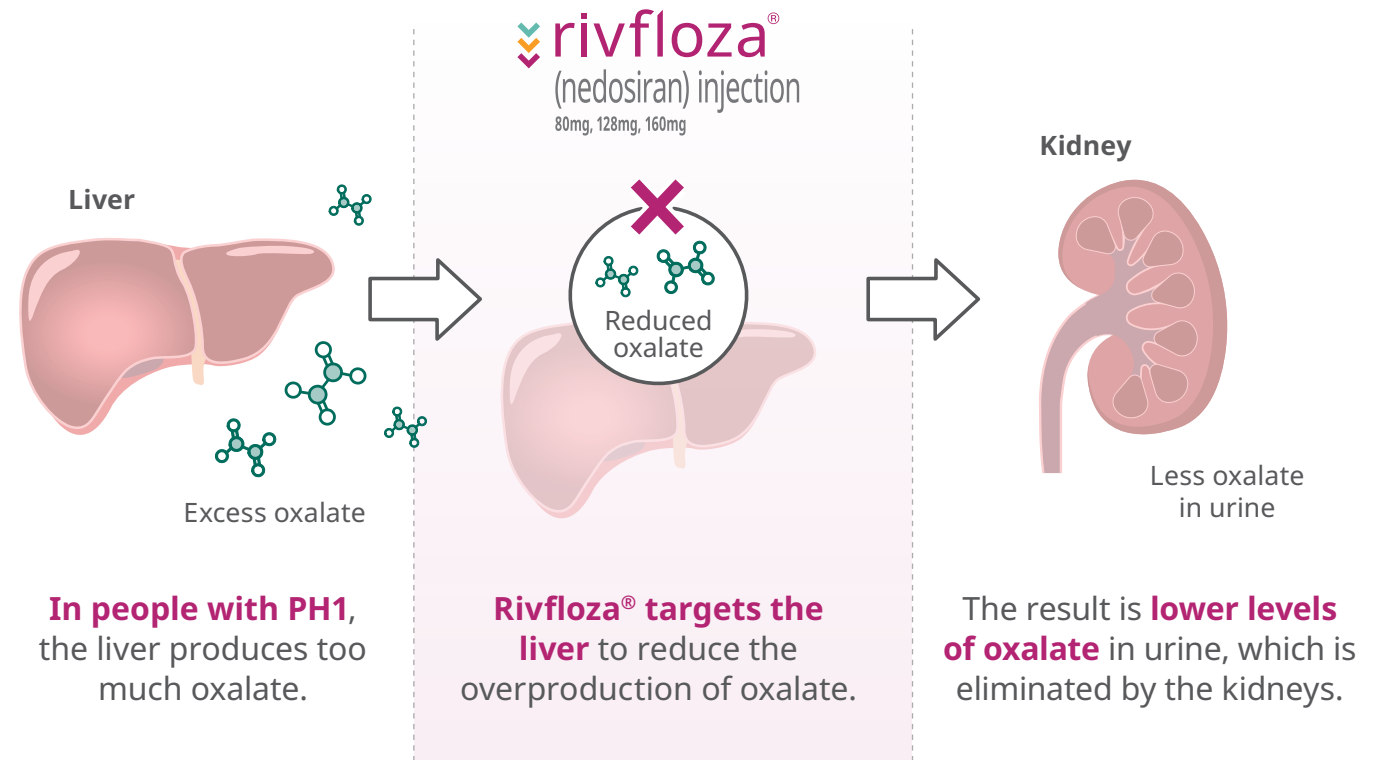 rivfloza®
(nedosiran) injection
80mg, 128mg, 160mg
Liver
Excess oxalate
In people with PH1,
the liver produces too
much oxalate.
Reduced
oxalate
Rivfloza® targets the
liver to reduce the
overproduction of oxalate.
Kidney
Less oxalate
in urine
The result is lower levels
of oxalate in urine, which is
eliminated by the kidneys.